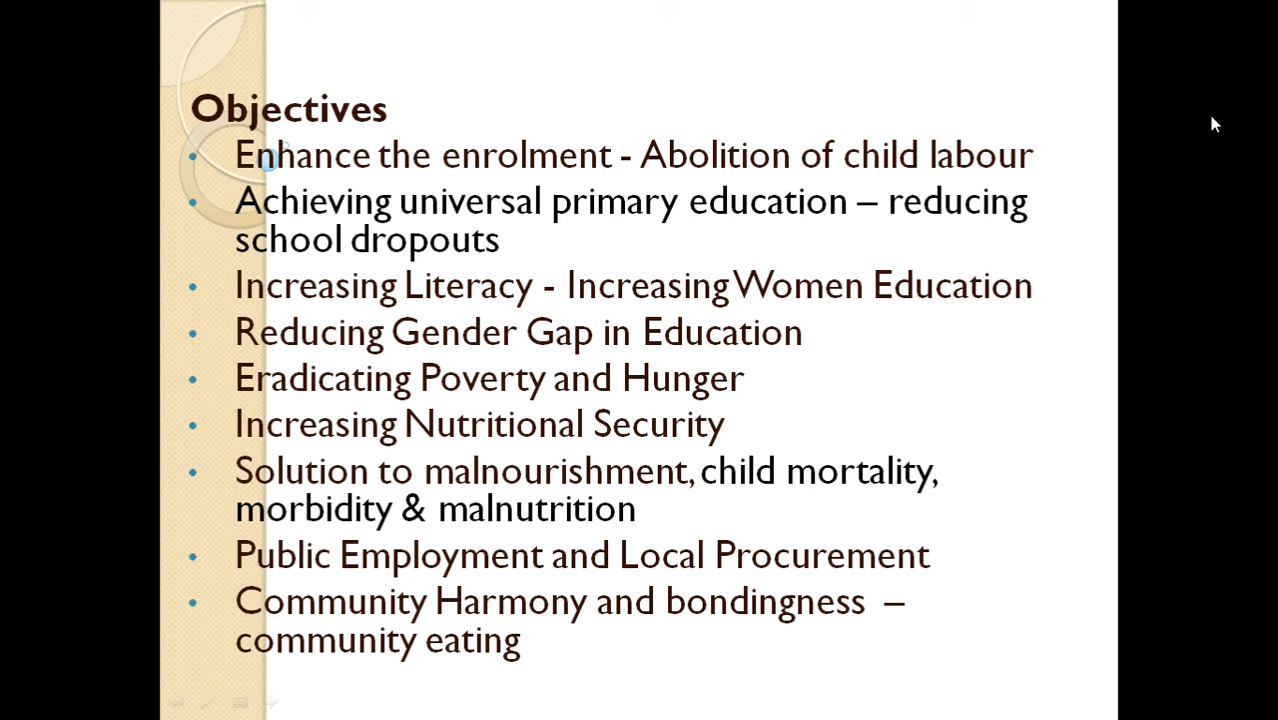 Objectives
• Enhance the enrolment - Abolition of child labour
• Achieving universal primary education – reducing
school dropouts
• Increasing Literacy - Increasing Women Education
• Reducing Gender Gap in Education
• Eradicating Poverty and Hunger
• Increasing Nutritional Security
• Solution to malnourishment, child mortality,
morbidity & malnutrition
• Public Employment and Local Procurement
• Community Harmony and bondingness –
community eating